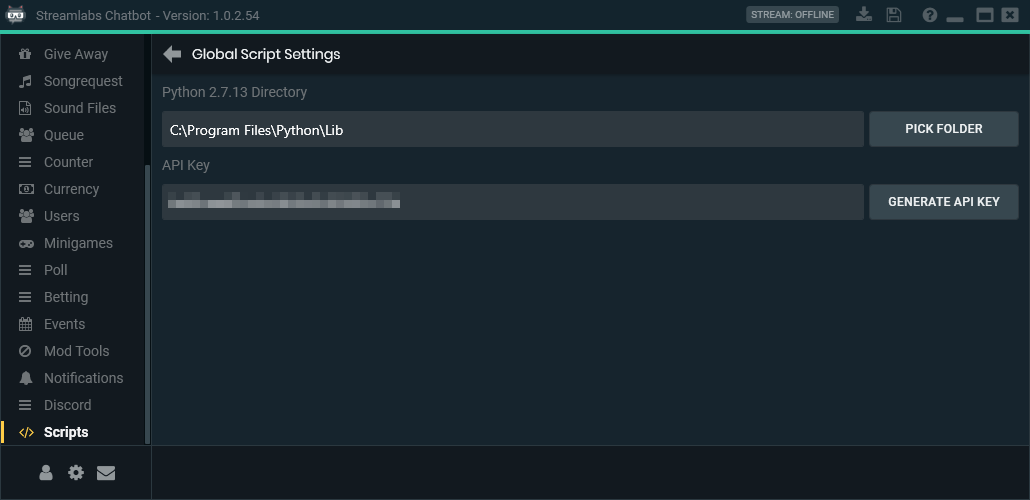 Streamlabs Chatbot - Version: 1.0.2.54
STREAM: OFFLINE
Give Away
Songrequest
Sound Files
Queue
Counter
Currency
Users
Minigames
Poll
Betting
Events
Mod Tools
Notifications
Discord
Scripts
Global Script Settings
Python 2.7.13 Directory
C:\Program Files\Python\Lib
PICK FOLDER
API Key
GENERATE API KEY